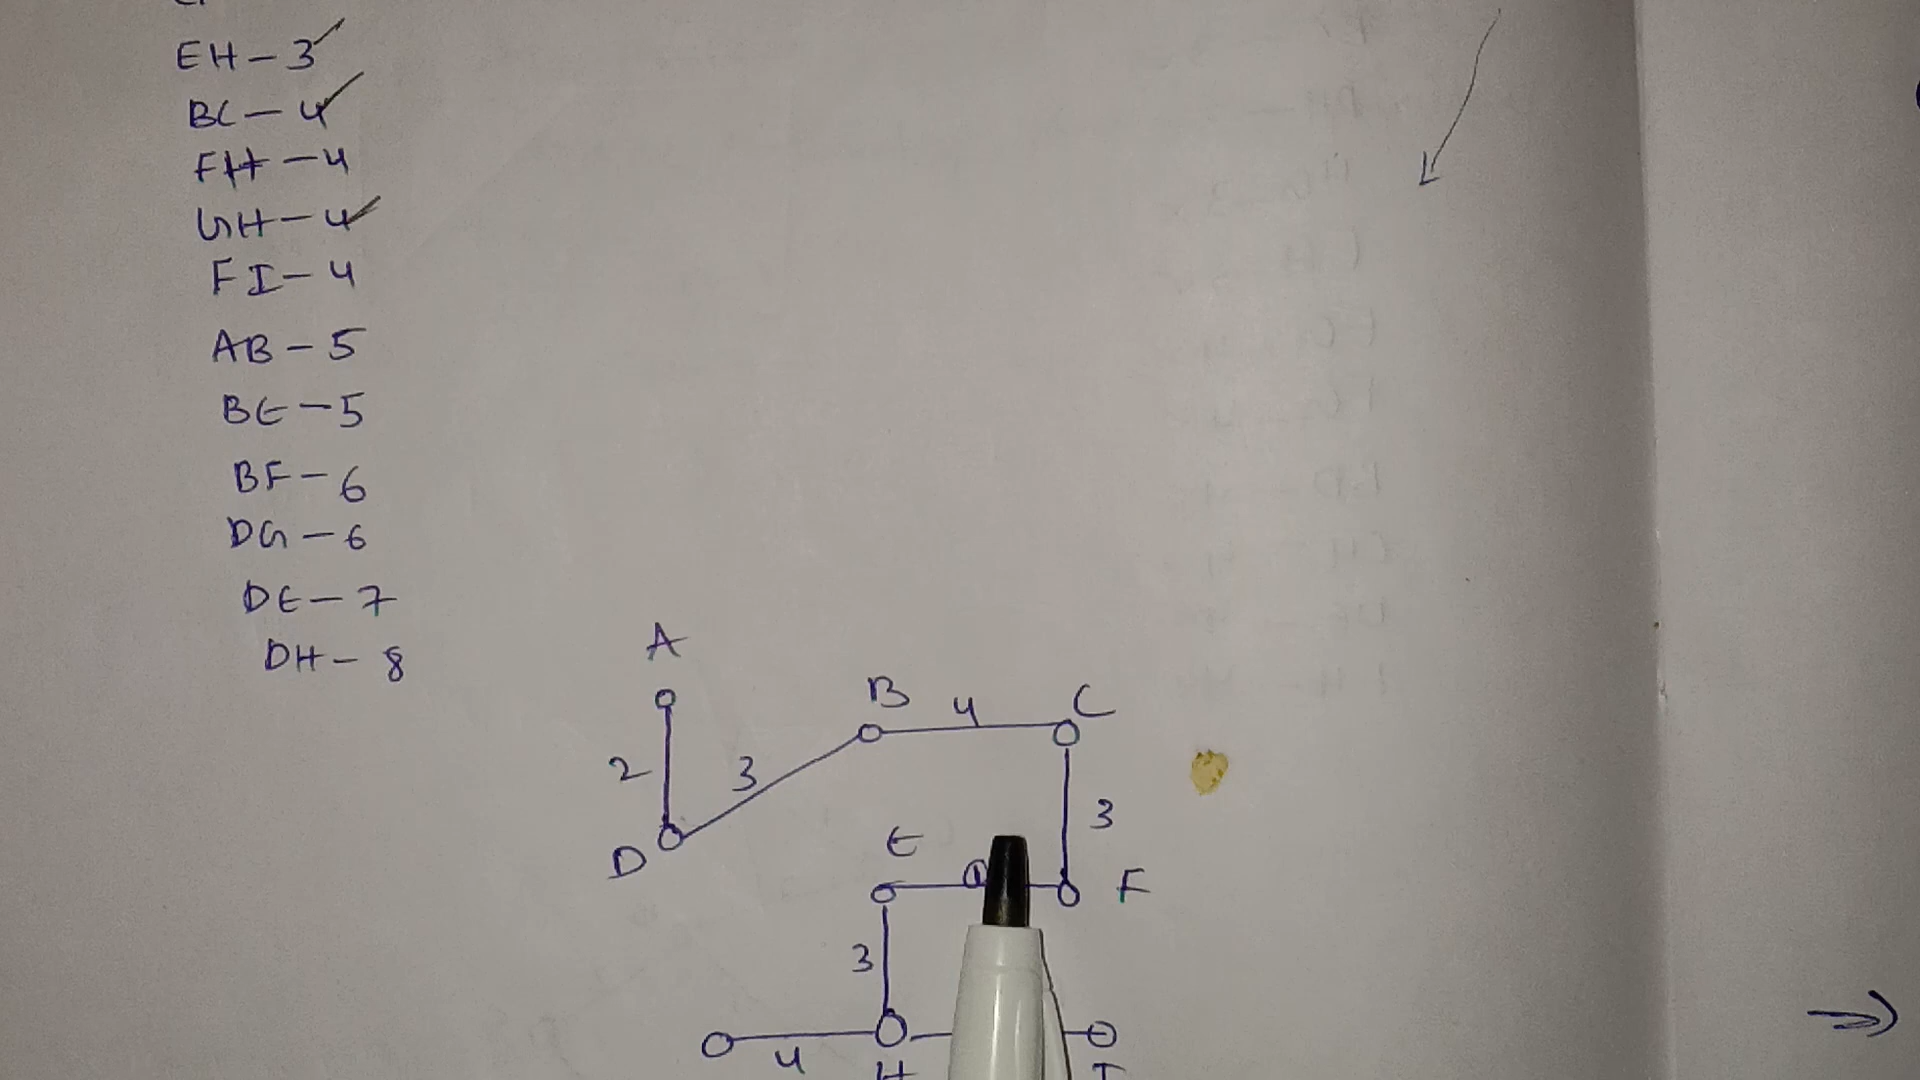 EH - 3
BC - 4
FH - 4
GH - 4
FI - 4
AB - 5
BE - 5
BF - 6
DG - 6
DE - 7
DH - 8
A
B 4 C
2 3
3
D E F
3
4 H I